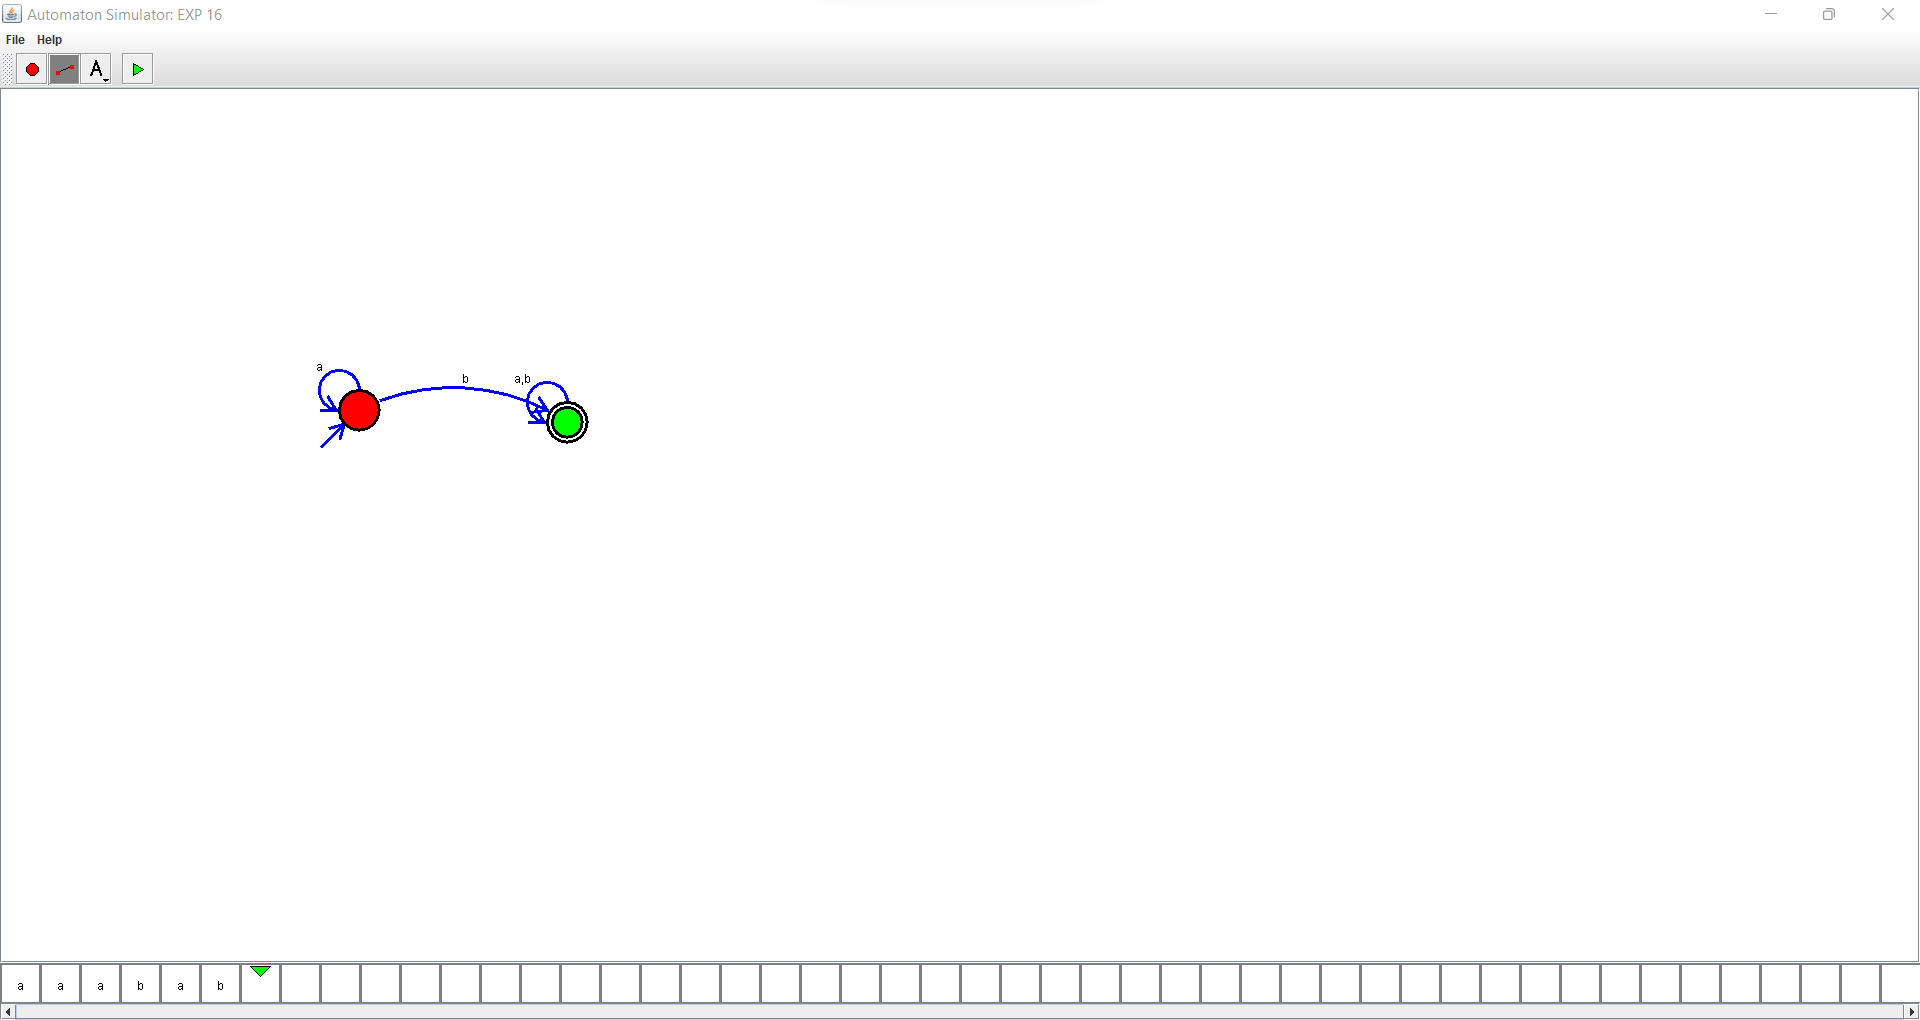 Automaton Simulator: EXP 16
File Help
A
a b a,b
a a a b a b